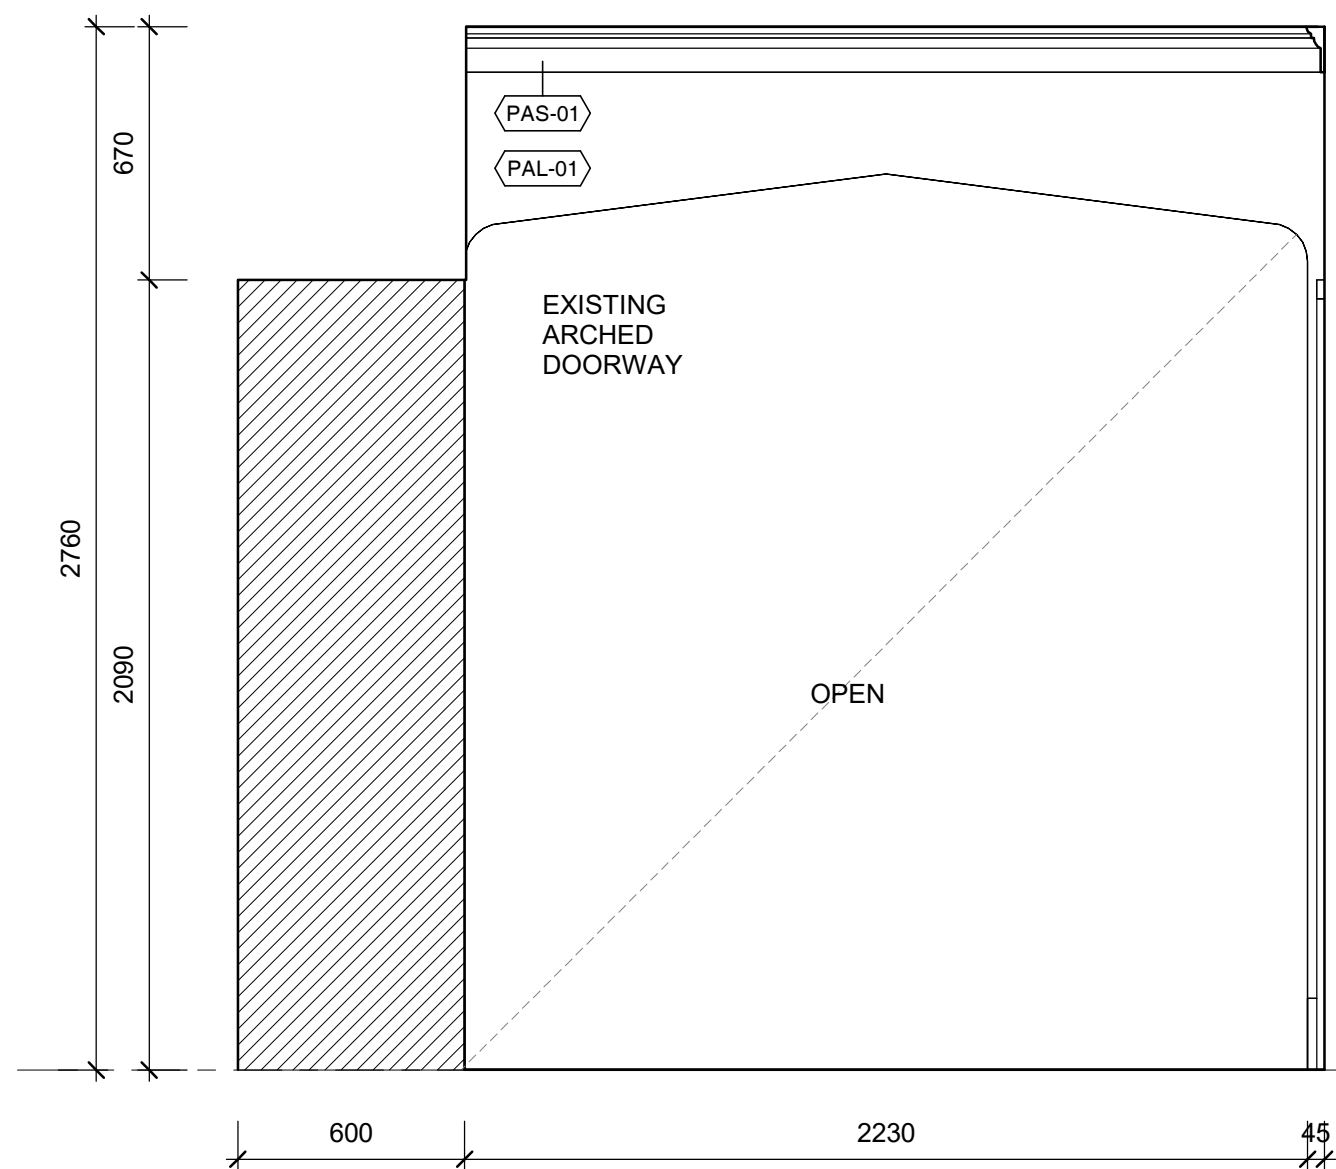 PAS-01
670
PAL-01
EXISTING
ARCHED
DOORWAY
2760
2090
OPEN
600
2230
45